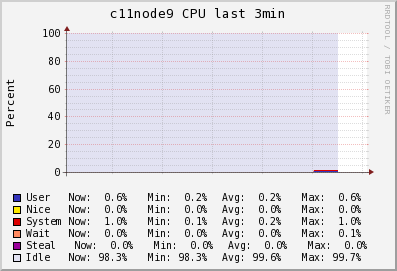 c11node9 CPU last 3min
RRDTOOL / TOBI OETIKER
Percent
100
80
60
40
20
0
User Now: 0.6% Min: 0.2% Avg: 0.2% Max: 0.6%
Nice Now: 0.0% Min: 0.0% Avg: 0.0% Max: 0.0%
System Now: 1.0% Min: 0.1% Avg: 0.2% Max: 1.0%
Wait Now: 0.0% Min: 0.0% Avg: 0.0% Max: 0.1%
Steal Now: 0.0% Min: 0.0% Avg: 0.0% Max: 0.0%
Idle Now: 98.3% Min: 98.3% Avg: 99.6% Max: 99.7%